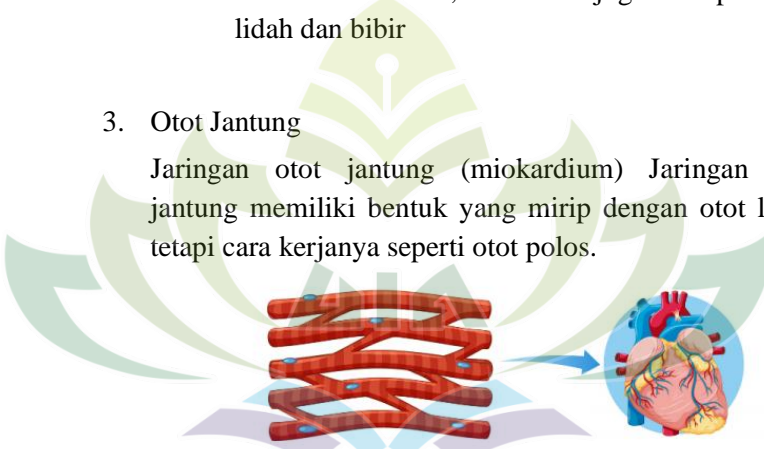 lidah dan bibir
3. Otot Jantung
Jaringan otot jantung (miokardium) Jaringan
jantung memiliki bentuk yang mirip dengan otot
tetapi cara kerjanya seperti otot polos.